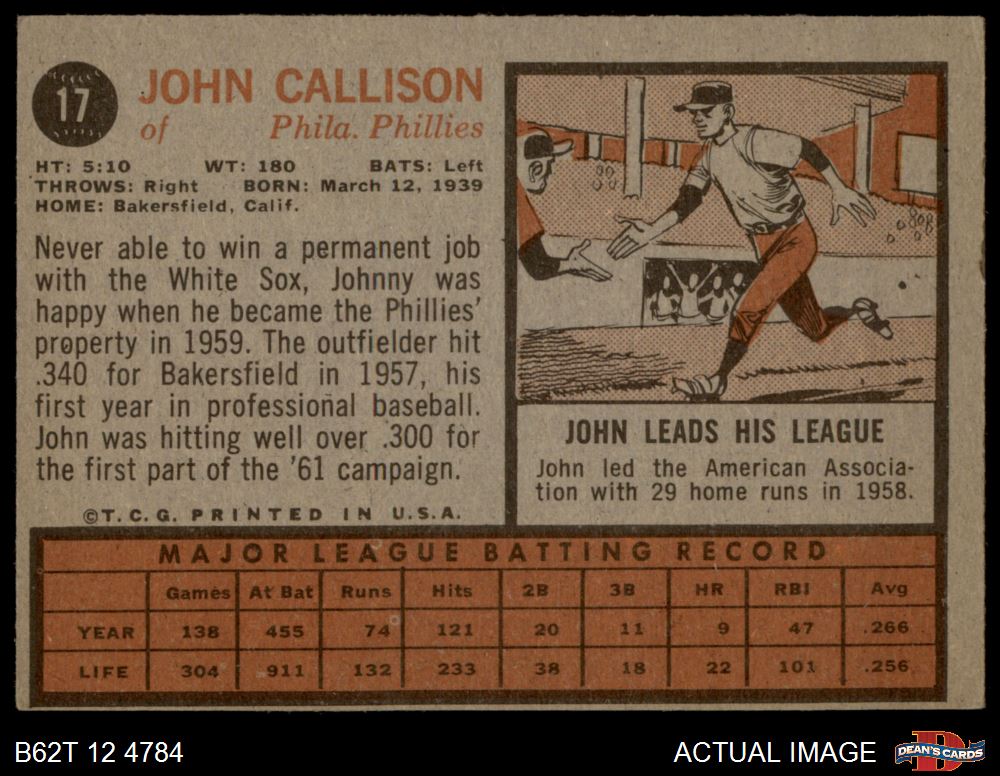 17
JOHN CALLISON
of Phila. Phillies
HT: 5:10 WT: 180 BATS: Left
THROWS: Right BORN: March 12, 1939
HOME: Bakersfield, Calif.
Never able to win a permanent job
with the White Sox, Johnny was
happy when he became the Phillies'
property in 1959. The outfielder hit
.340 for Bakersfield in 1957, his
first year in professional baseball.
John was hitting well over .300 for
the first part of the '61 campaign.
©T.C.G. PRINTED IN U.S.A.
JOHN LEADS HIS LEAGUE
John led the American Associa-
tion with 29 home runs in 1958.
MAJOR LEAGUE BATTING RECORD
Games At Bat Runs Hits 2B 3B HR RBI Avg
YEAR 138 455 74 121 20 11 9 47 .266
LIFE 304 911 132 233 38 18 22 101 .256
B62T 12 4784
ACTUAL IMAGE
D
DEAN'S CARDS